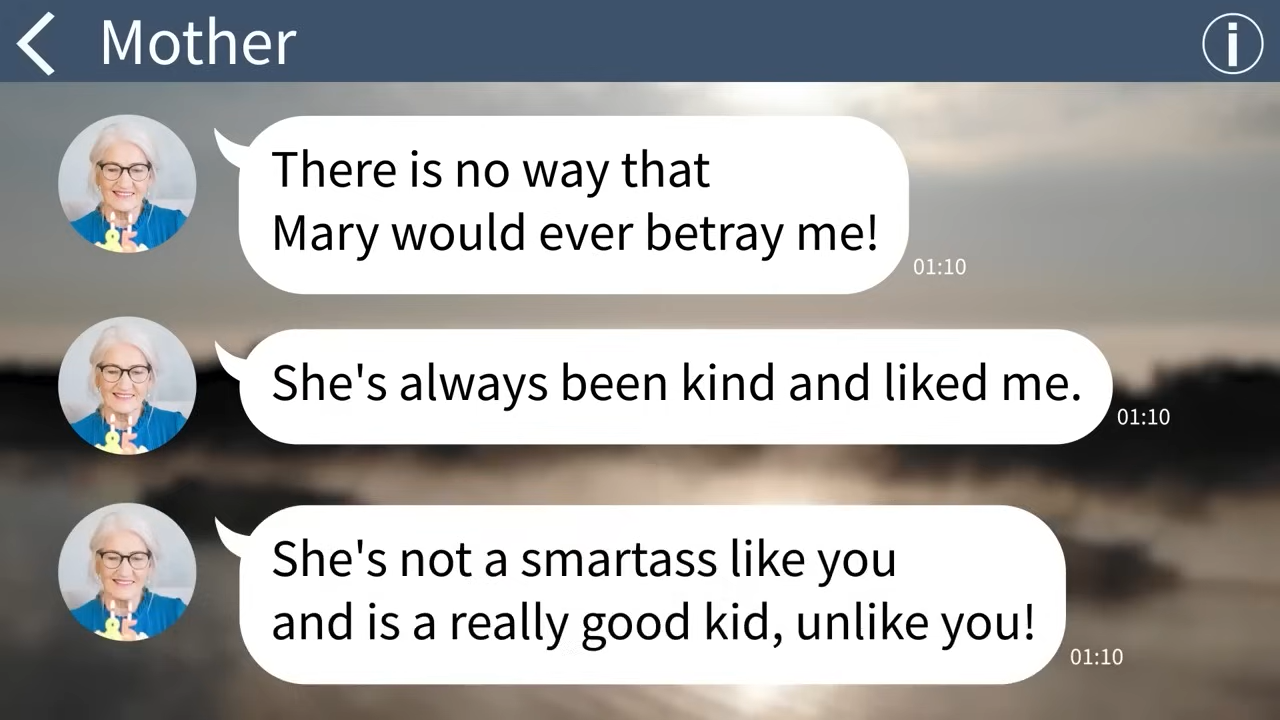 Mother
There is no way that
Mary would ever betray me!
01:10
She's always been kind and liked me.
01:10
She's not a smartass like you
and is a really good kid, unlike you!
01:10